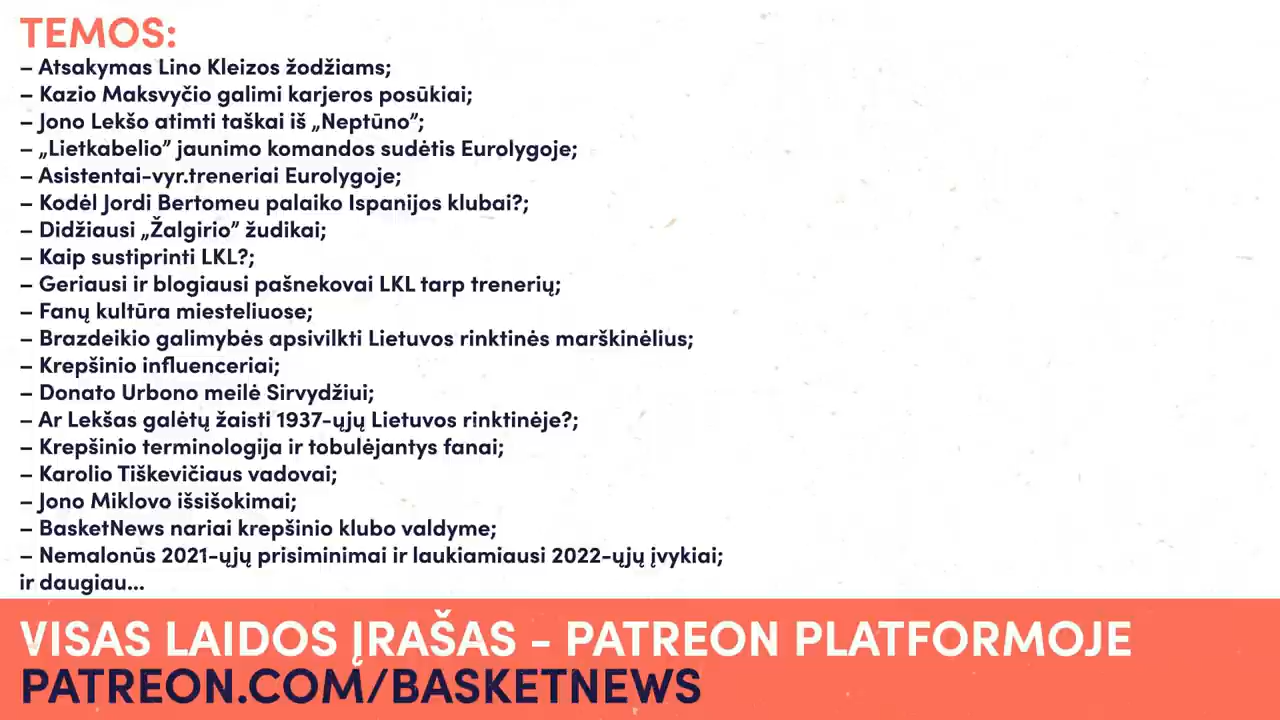 TEMOS:
– Atsakymas Lino Kleizos žodžiams;
– Kazio Maksvyčio galimi karjeros posūkiai;
– Jono Lekšo atimti taškai iš „Neptūno”;
– „Lietkabelio” jaunimo komandos sudėtis Eurolygoje;
– Asistentai-vyr.treneriai Eurolygoje;
– Kodėl Jordi Bertomeu palaiko Ispanijos klubai?;
– Didžiausi „Žalgirio” žudikai;
– Kaip sustiprinti LKL?;
– Geriausi ir blogiausi pašnekovai LKL tarp trenerių;
– Fanų kultūra miesteliuose;
– Brazdeikio galimybės apsivilkti Lietuvos rinktinės marškinėlius;
– Krepšinio influenceriai;
– Donato Urbono meilė Sirvydžiui;
– Ar Lekšas galėtų žaisti 1937-ųjų Lietuvos rinktinėje?;
– Krepšinio terminologija ir tobulėjantys fanai;
– Karolio Tiškevičiaus vadovai;
– Jono Miklovo išsišokimai;
– BasketNews nariai krepšinio klubo valdyme;
– Nemalonūs 2021-ųjų prisiminimai ir laukiamiausi 2022-ųjų įvykiai;
ir daugiau...
VISAS LAIDOS ĮRAŠAS - PATREON PLATFORMOJE
PATREON.COM/BASKETNEWS